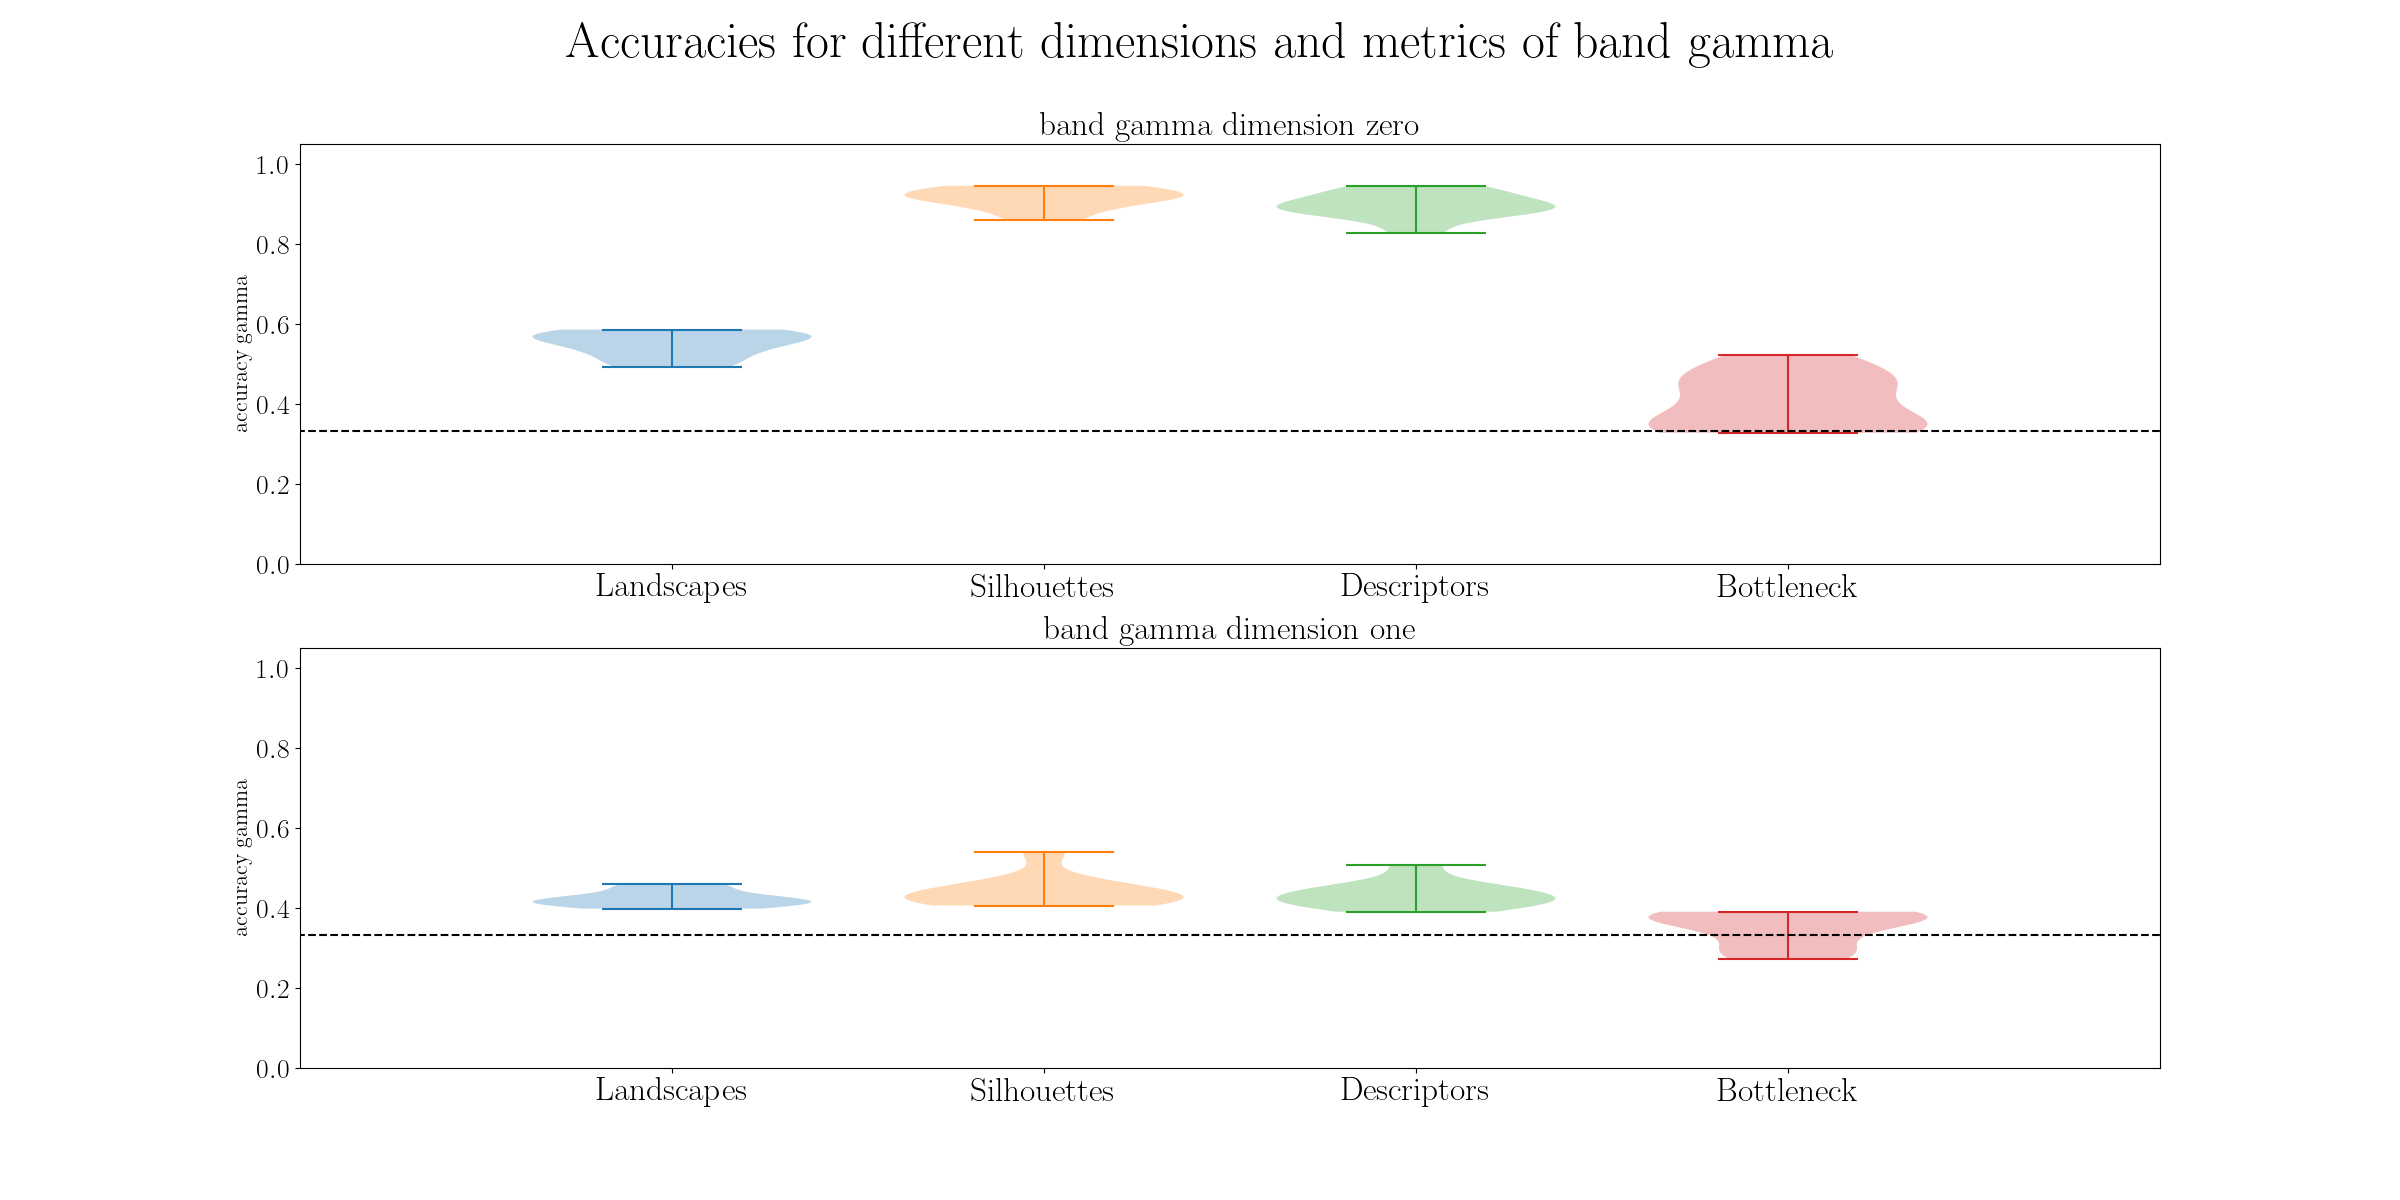 Accuracies for different dimensions and metrics of band gamma
band gamma dimension zero
accuracy gamma
1.0
0.8
0.6
0.4
0.2
0.0
Landscapes Silhouettes Descriptors Bottleneck
band gamma dimension one
accuracy gamma
1.0
0.8
0.6
0.4
0.2
0.0
Landscapes Silhouettes Descriptors Bottleneck